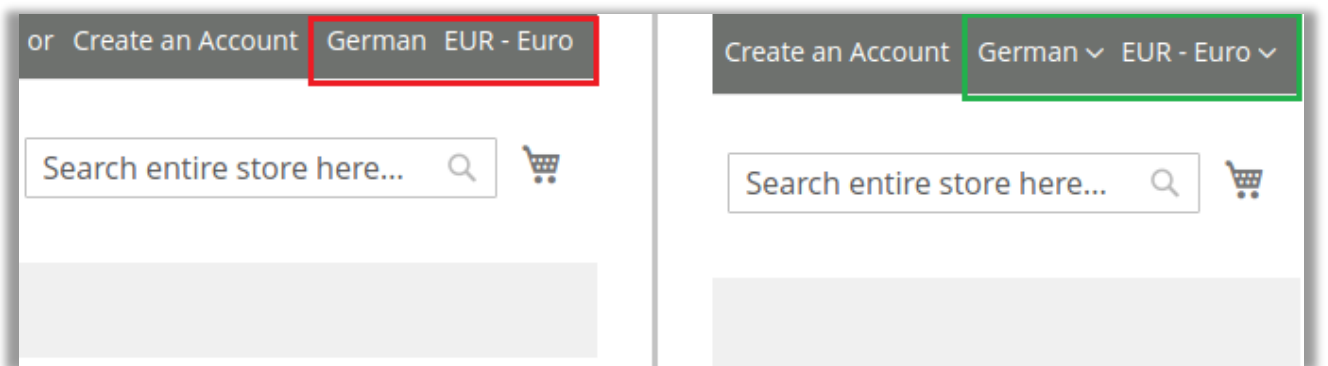 or Create an Account German EUR - Euro
Search entire store here...
Create an Account German EUR - Euro
Search entire store here...